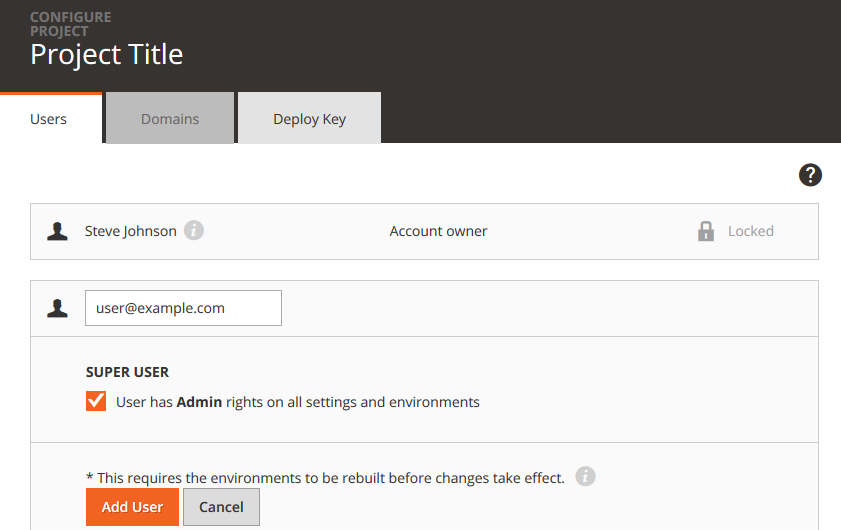 CONFIGURE
PROJECT
Project Title
Users
Domains
Deploy Key
?
Steve Johnson i
Account owner
Locked
user@example.com
SUPER USER
User has Admin rights on all settings and environments
* This requires the environments to be rebuilt before changes take effect. i
Add User
Cancel